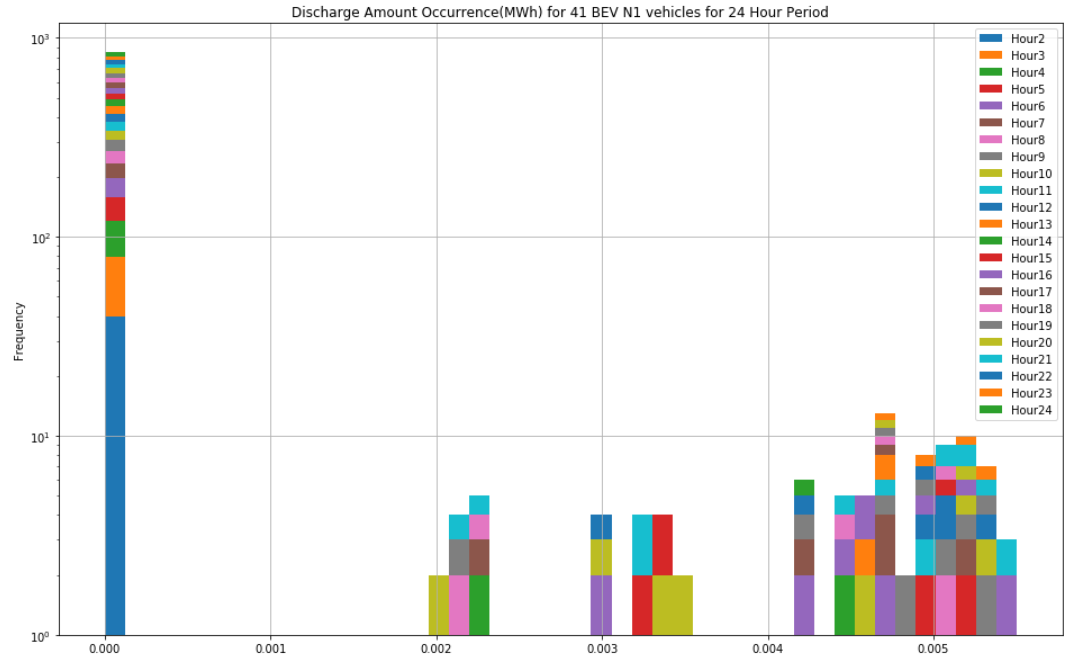 Discharge Amount Occurrence(MWh) for 41 BEV N1 vehicles for 24 Hour Period
10³
10²
10¹
10⁰
Frequency
0.000 0.001 0.002 0.003 0.004 0.005
Hour2
Hour3
Hour4
Hour5
Hour6
Hour7
Hour8
Hour9
Hour10
Hour11
Hour12
Hour13
Hour14
Hour15
Hour16
Hour17
Hour18
Hour19
Hour20
Hour21
Hour22
Hour23
Hour24